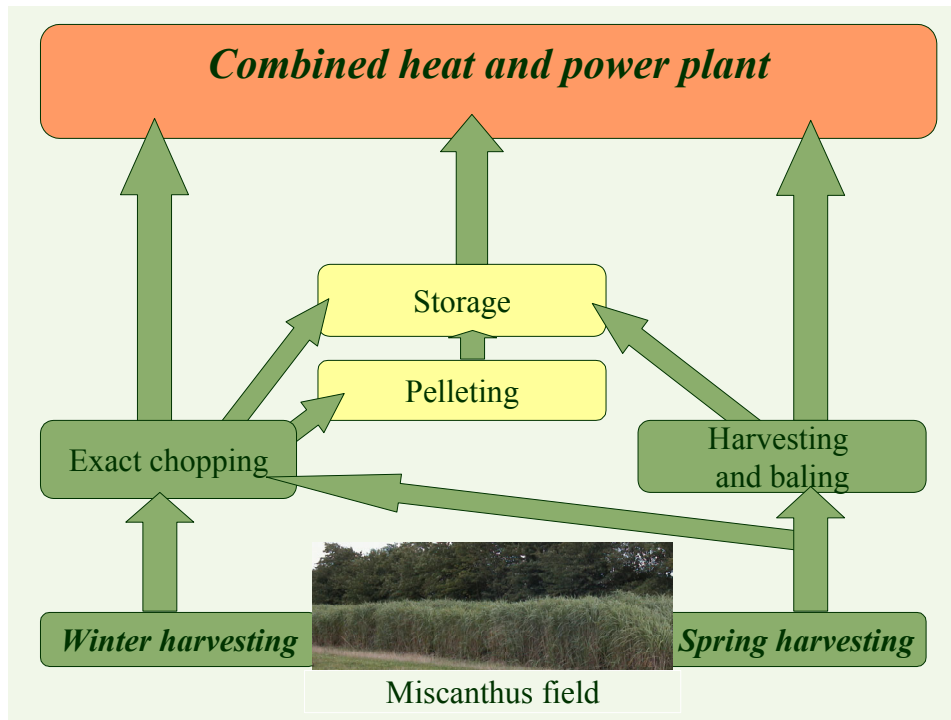 Combined heat and power plant
Storage
Pelleting
Exact chopping
Harvesting
and baling
Winter harvesting
Spring harvesting
Miscanthus field